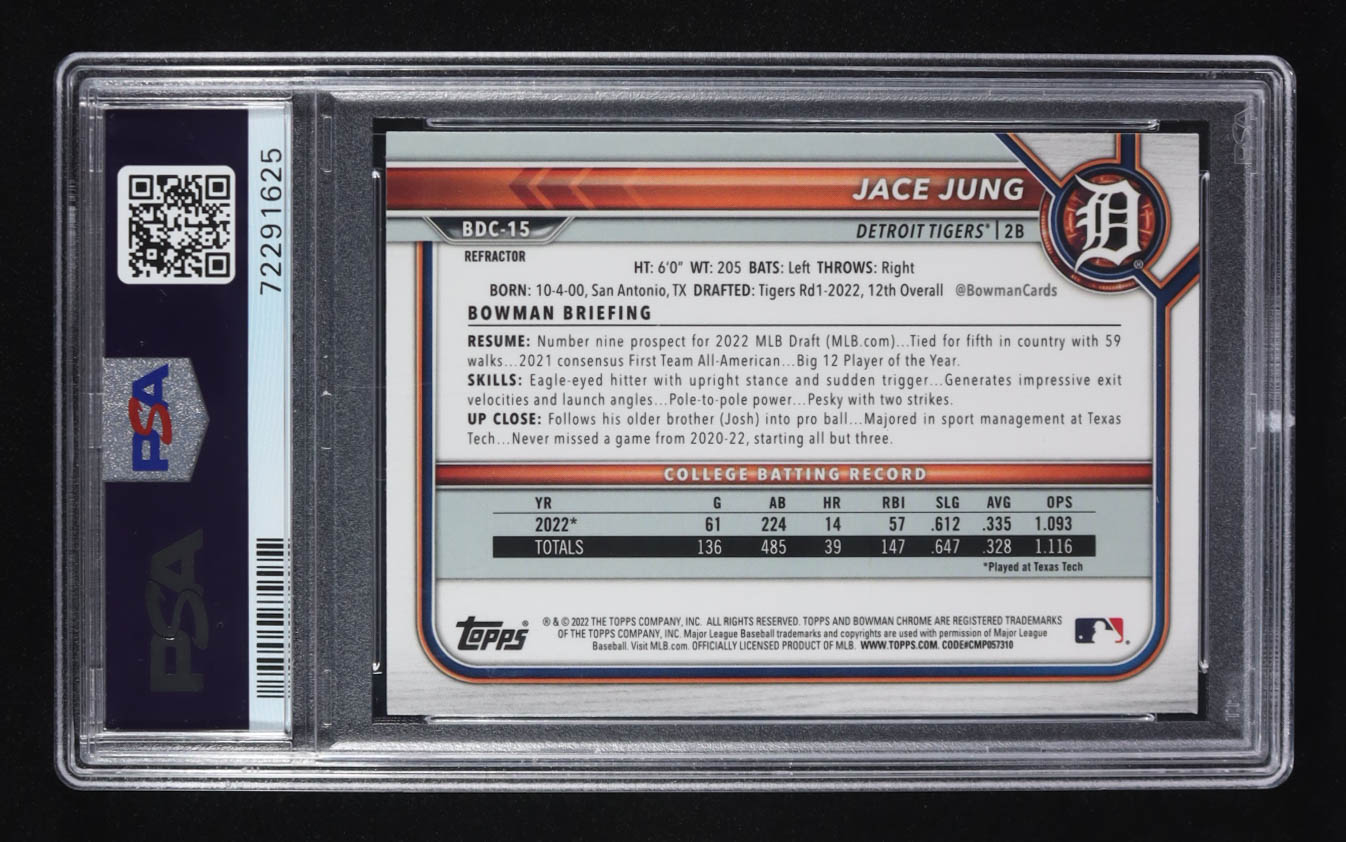 72291625
PSA
PSA
JACE JUNG
BDC-15
DETROIT TIGERS® | 2B
D
®
REFRACTOR
HT: 6'0" WT: 205 BATS: Left THROWS: Right
BORN: 10-4-00, San Antonio, TX DRAFTED: Tigers Rd1-2022, 12th Overall @BowmanCards
BOWMAN BRIEFING
RESUME: Number nine prospect for 2022 MLB Draft (MLB.com)...Tied for fifth in country with 59
walks...2021 consensus First Team All-American...Big 12 Player of the Year.
SKILLS: Eagle-eyed hitter with upright stance and sudden trigger...Generates impressive exit
velocities and launch angles...Pole-to-pole power...Pesky with two strikes.
UP CLOSE: Follows his older brother (Josh) into pro ball...Majored in sport management at Texas
Tech...Never missed a game from 2020-22, starting all but three.
COLLEGE BATTING RECORD
YR G AB HR RBI SLG AVG OPS
2022* 61 224 14 57 .612 .335 1.093
TOTALS 136 485 39 147 .647 .328 1.116
*Played at Texas Tech
Topps®
® & © 2022 THE TOPPS COMPANY, INC. ALL RIGHTS RESERVED. TOPPS AND BOWMAN CHROME ARE REGISTERED TRADEMARKS
OF THE TOPPS COMPANY, INC. Major League Baseball trademarks and copyrights are used with permission of Major League
Baseball. Visit MLB.com. OFFICIALLY LICENSED PRODUCT OF MLB. WWW.TOPPS.COM. CODE#CMP057310
PSA